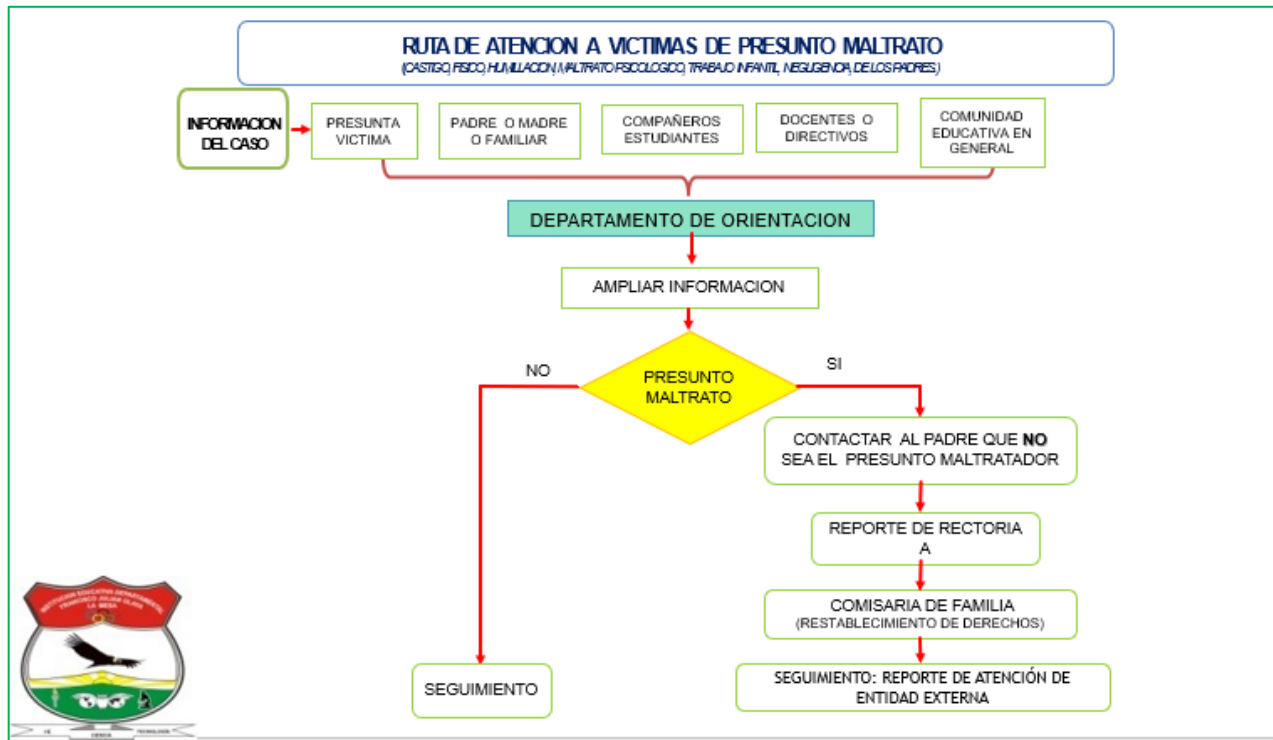 RUTA DE ATENCION A VICTIMAS DE PRESUNTO MALTRATO
(CASTIGO, FISICO, HUMILLACION, MALTRATO PSICOLOGICO, TRABAJO INFANTIL, NEGLIGENCIA, DE LOS PADRES,)
INFORMACION
DEL CASO
PRESUNTA
VICTIMA
PADRE O MADRE
O FAMILIAR
COMPAÑEROS
ESTUDIANTES
DOCENTES O
DIRECTIVOS
COMUNIDAD
EDUCATIVA EN
GENERAL
DEPARTAMENTO DE ORIENTACION
AMPLIAR INFORMACION
NO
PRESUNTO
MALTRATO
SI
CONTACTAR AL PADRE QUE NO
SEA EL PRESUNTO MALTRATADOR
REPORTE DE RECTORIA
A
COMISARIA DE FAMILIA
(RESTABLECIMIENTO DE DERECHOS)
SEGUIMIENTO
SEGUIMIENTO: REPORTE DE ATENCIÓN DE
ENTIDAD EXTERNA
INSTITUCION EDUCATIVA DEPARTAMENTAL
FRANCISCO JULIAN OLAYA
LA MESA
CIENCIA
TECNOLOGIA